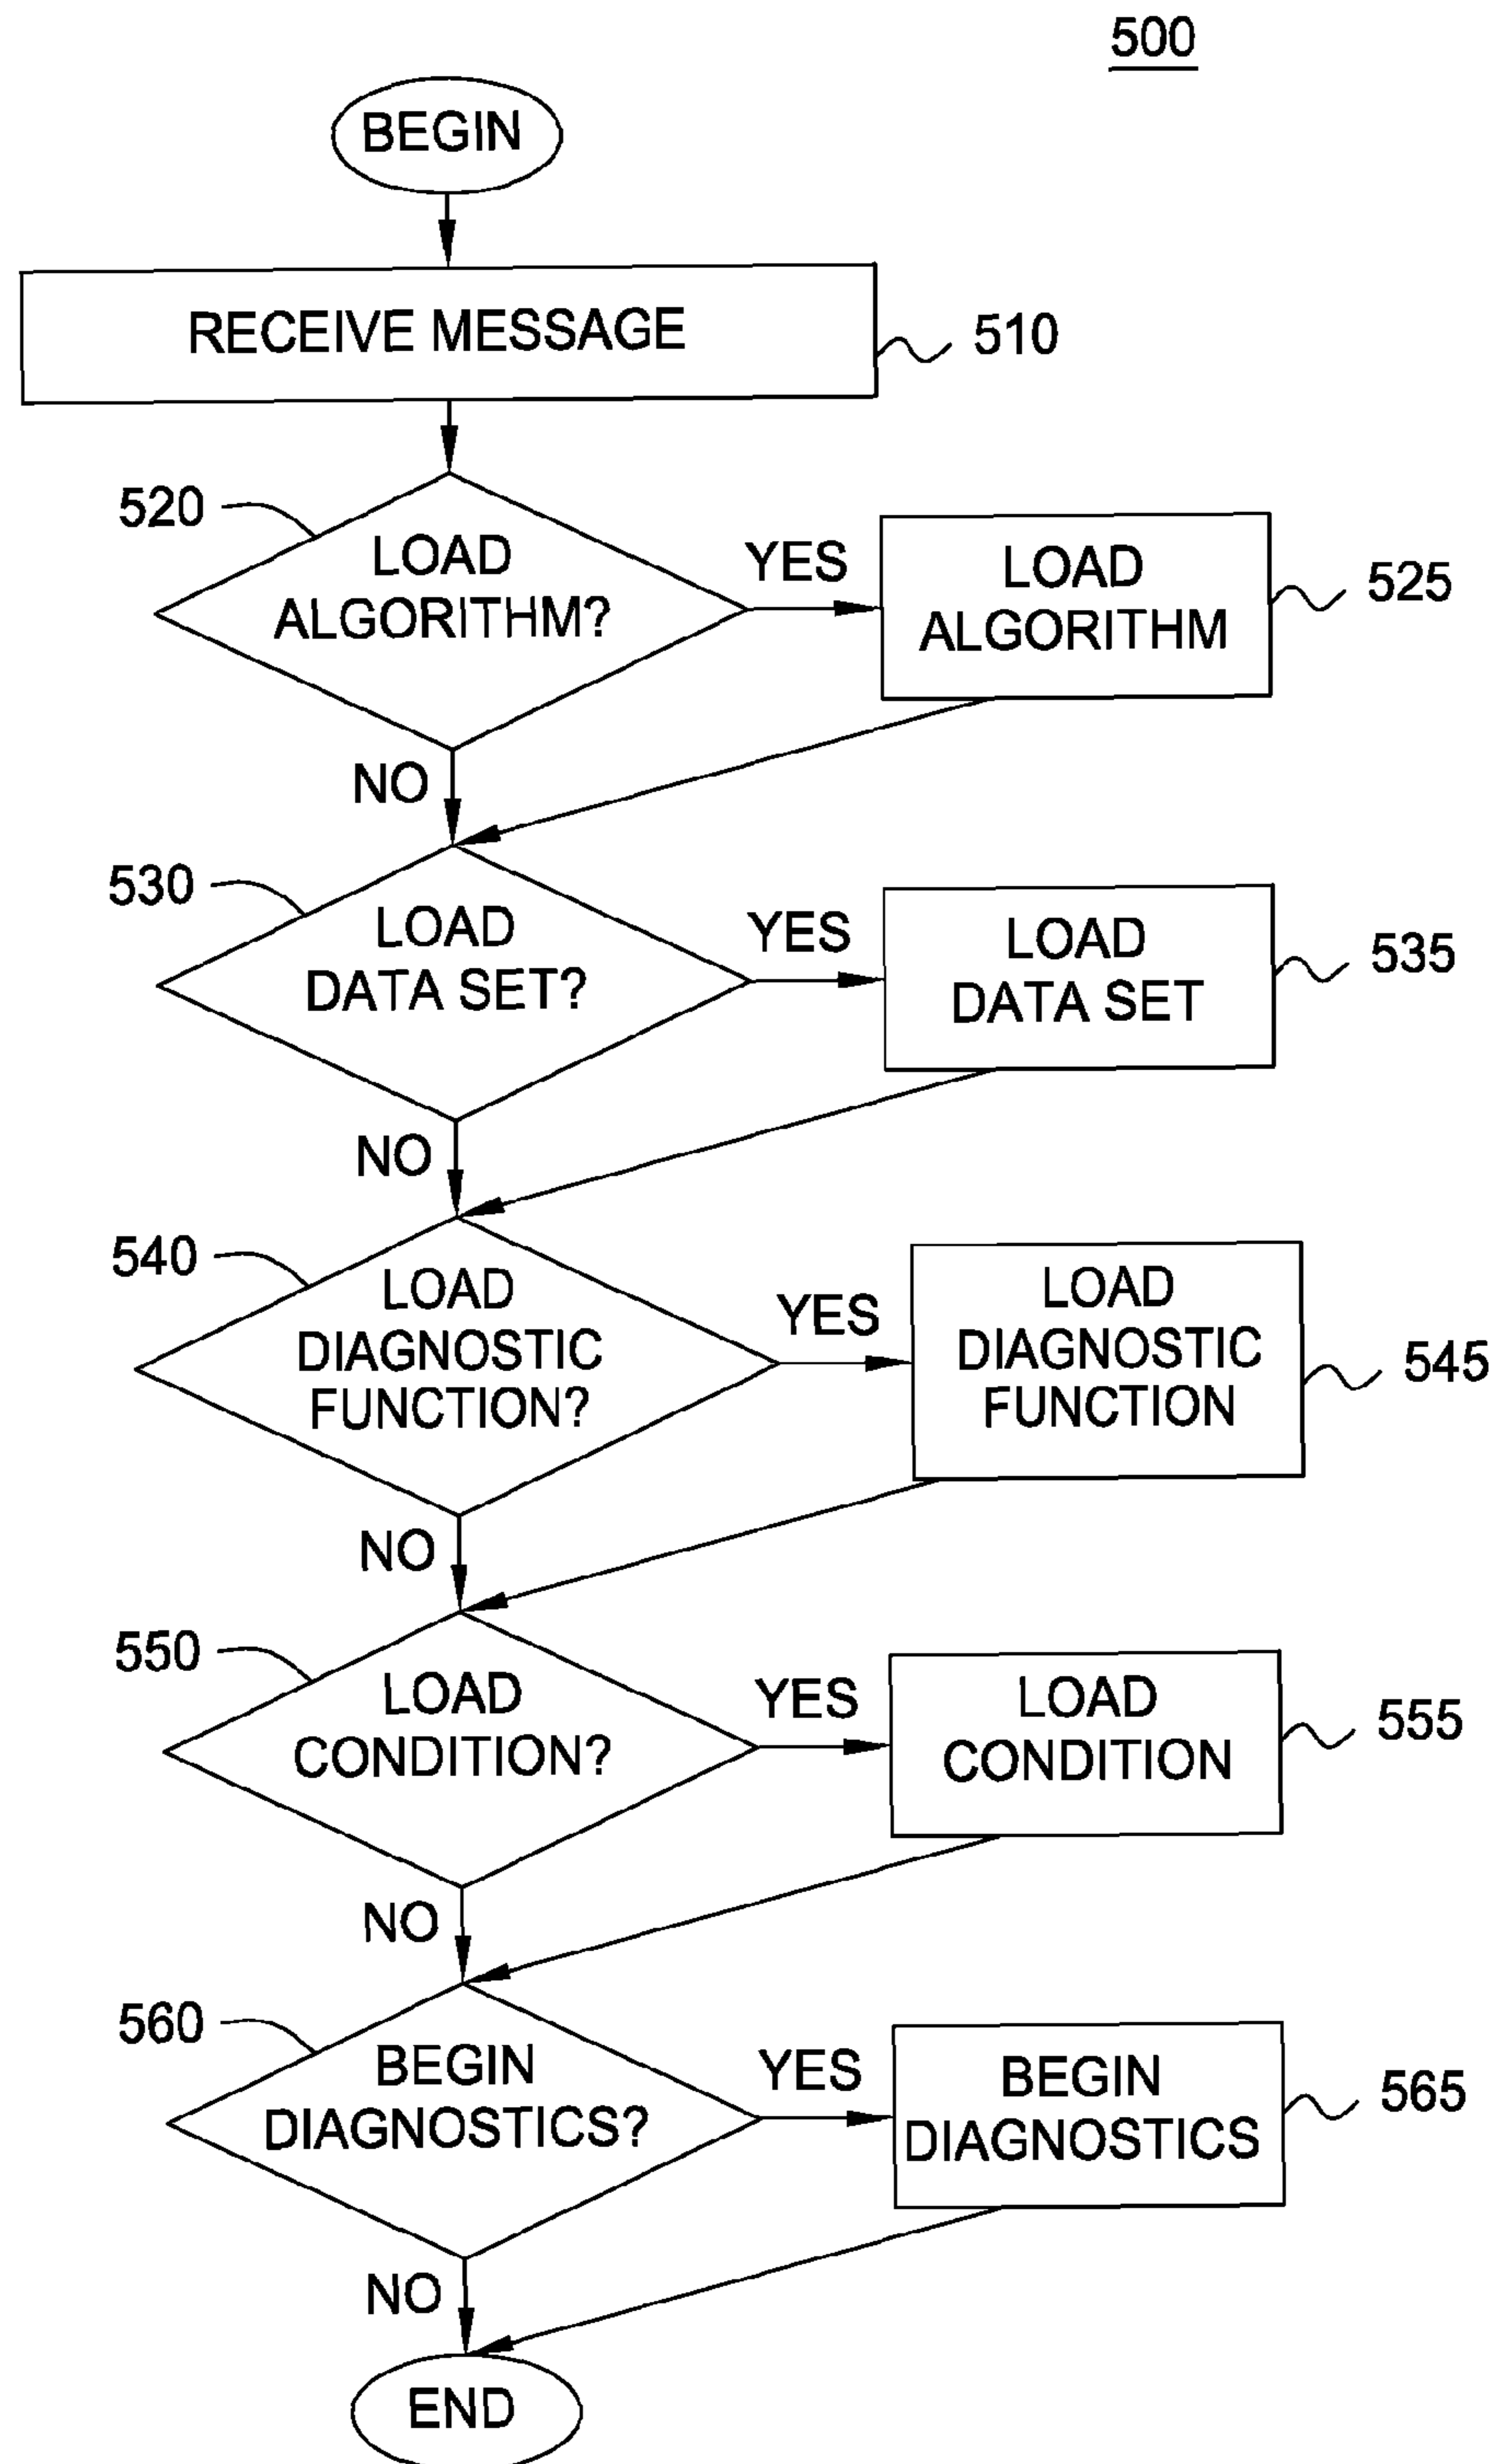 500
BEGIN
RECEIVE MESSAGE
510
520
LOAD
ALGORITHM?
YES
LOAD
ALGORITHM
525
NO
530
LOAD
DATA SET?
YES
LOAD
DATA SET
535
NO
540
LOAD
DIAGNOSTIC
FUNCTION?
YES
LOAD
DIAGNOSTIC
FUNCTION
545
NO
550
LOAD
CONDITION?
YES
LOAD
CONDITION
555
NO
560
BEGIN
DIAGNOSTICS?
YES
BEGIN
DIAGNOSTICS
565
NO
END